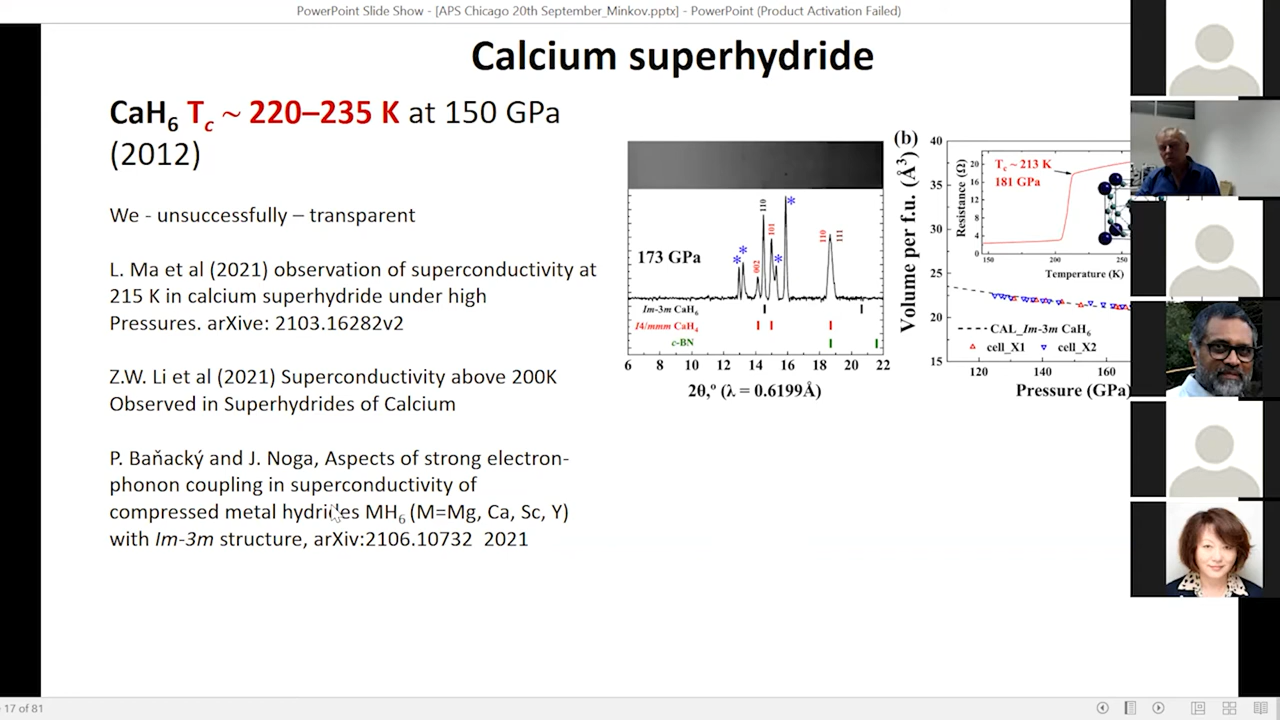 PowerPoint Slide Show - [APS Chicago 20th September_Minkov.pptx] - PowerPoint (Product Activation Failed)
Calcium superhydride
CaH6 Tc ~ 220–235 K at 150 GPa
(2012)
We - unsuccessfully – transparent
L. Ma et al (2021) observation of superconductivity at
215 K in calcium superhydride under high
Pressures. arXive: 2103.16282v2
Z.W. Li et al (2021) Superconductivity above 200K
Observed in Superhydrides of Calcium
P. Baňacký and J. Noga, Aspects of strong electron-
phonon coupling in superconductivity of
compressed metal hydrides MH6 (M=Mg, Ca, Sc, Y)
with Im-3m structure, arXiv:2106.10732 2021
173 GPa
* * 002 110 101 * * 110 111
Im-3m CaH6
I4/mmm CaH4
c-BN
6 8 10 12 14 16 18 20 22
2θ,° (λ = 0.6199Å)
(b)
Volume per f.u. (Å3)
40
35
30
25
20
15
Resistance (Ω)
20
16
12
8
4
0
Tc ~ 213 K
181 GPa
150 200 250
Temperature (K)
CAL_Im-3m CaH6
cell_X1 cell_X2
120 140 160
Pressure (GPa)
17 of 81